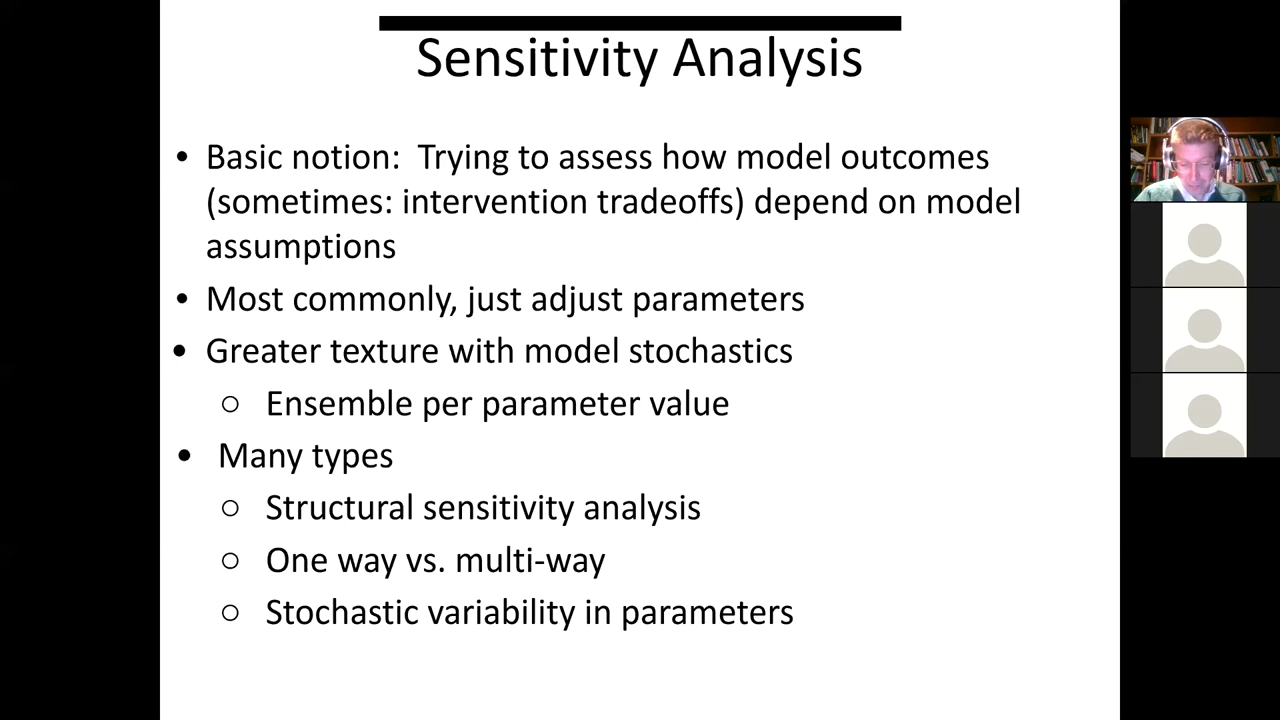 Sensitivity Analysis
• Basic notion:  Trying to assess how model outcomes
(sometimes: intervention tradeoffs) depend on model
assumptions
• Most commonly, just adjust parameters
• Greater texture with model stochastics
○ Ensemble per parameter value
• Many types
○ Structural sensitivity analysis
○ One way vs. multi-way
○ Stochastic variability in parameters